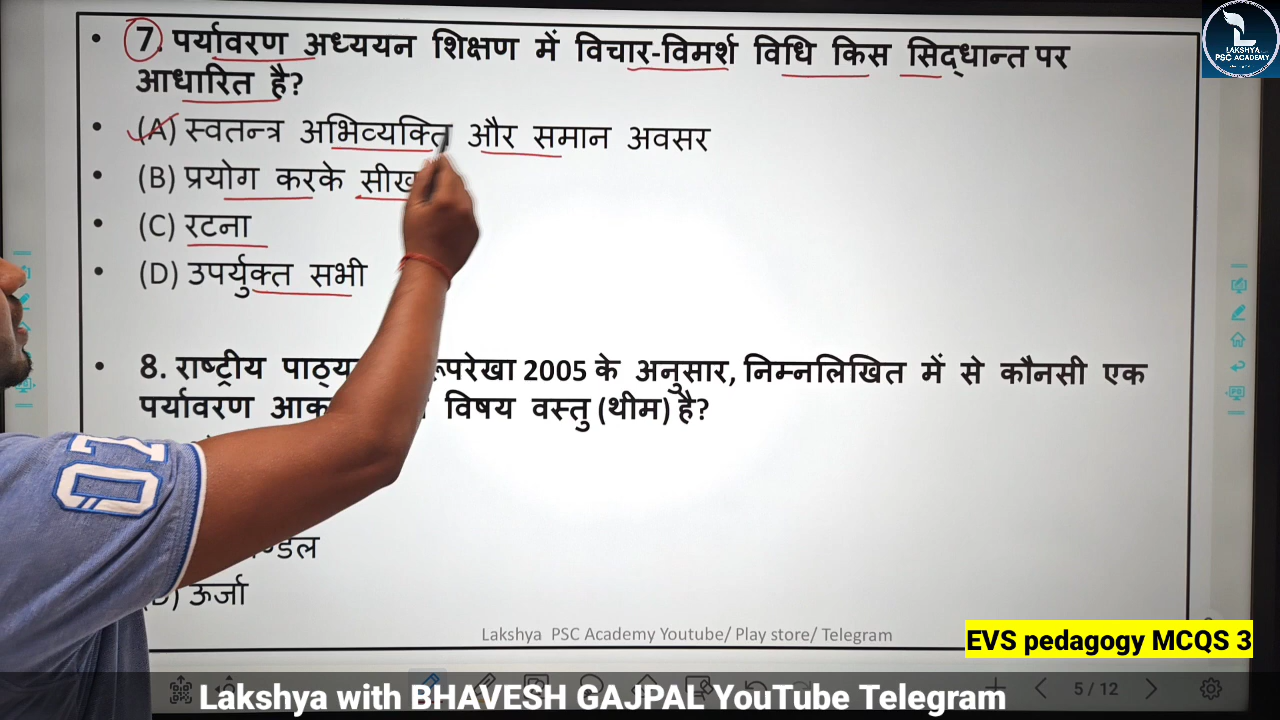 LAKSHYA
PSC ACADEMY
7. पर्यावरण अध्ययन शिक्षण में विचार-विमर्श विधि किस सिद्धान्त पर
आधारित है?
(A) स्वतन्त्र अभिव्यक्ति और समान अवसर
(B) प्रयोग करके
(C) रटना
(D) उपर्युक्त सभी
8. राष्ट्रीय 2005 के अनुसार, निम्नलिखित में से कौनसी एक
पर्यावरण विषय वस्तु (थीम) है?
ऊर्जा
Lakshya PSC Academy Youtube/ Play store/ Telegram
EVS pedagogy MCQS 3
5 / 12
Lakshya with BHAVESH GAJPAL YouTube Telegram
07